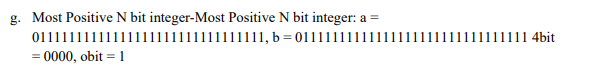 g. Most Positive N bit integer-Most Positive N bit integer: a =
01111111111111111111111111111111, b = 01111111111111111111111111111111 4bit
= 0000, obit = 1